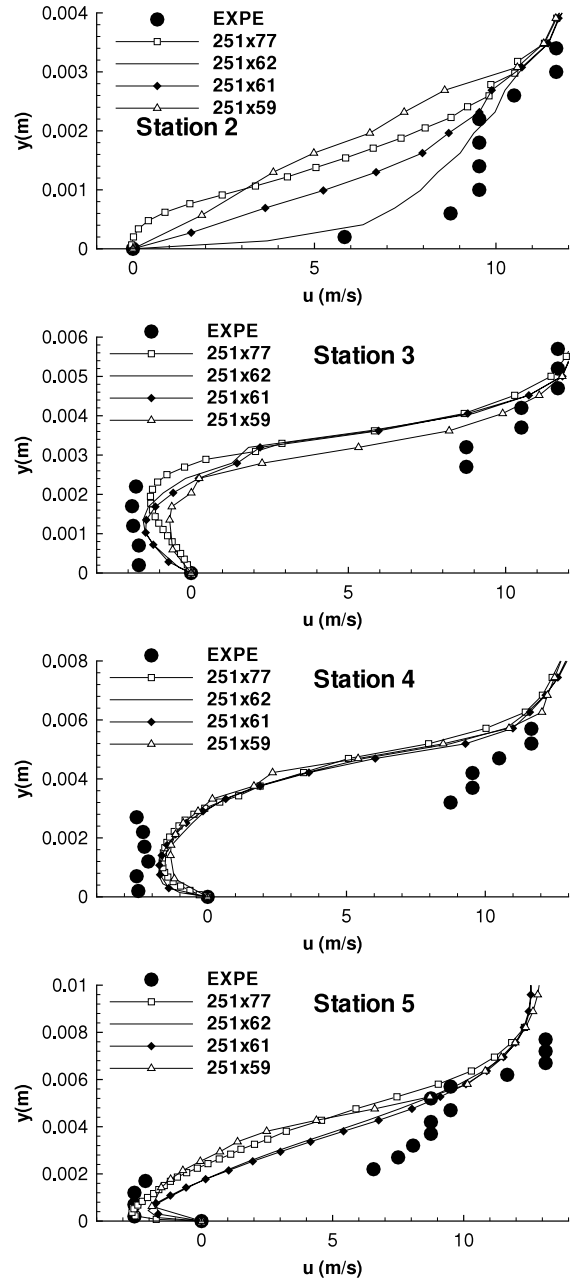 0.004
EXPE
251x77
0.003
251x62
251x61
251x59
y(m)
0.002
Station 2
0.001
0
0 5 10
u (m/s)
0.006
EXPE
251x77
Station 3
0.005
251x62
251x61
0.004
251x59
y(m)
0.003
0.002
0.001
0
0 5 10
u (m/s)
0.008
EXPE
251x77
Station 4
251x62
0.006
251x61
251x59
y(m)
0.004
0.002
0
0 5 10
u (m/s)
0.01
EXPE
251x77
Station 5
0.008
251x62
251x61
251x59
0.006
y(m)
0.004
0.002
0
0 5 10
u (m/s)